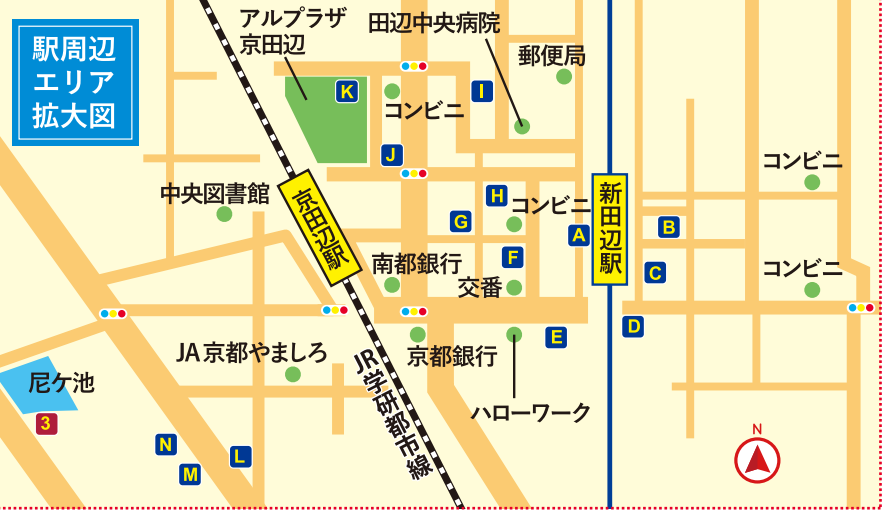 駅周辺
エリア
拡大図
アルプラザ
京田辺
田辺中央病院
郵便局
K
I
コンビニ
J
コンビニ
中央図書館
京田辺駅
新田辺駅
H
コンビニ
G
A
B
F
C
コンビニ
南都銀行
交番
D
E
JA京都やましろ
京都銀行
JR学研都市線
尼ケ池
3
ハローワーク
N
M
L
N